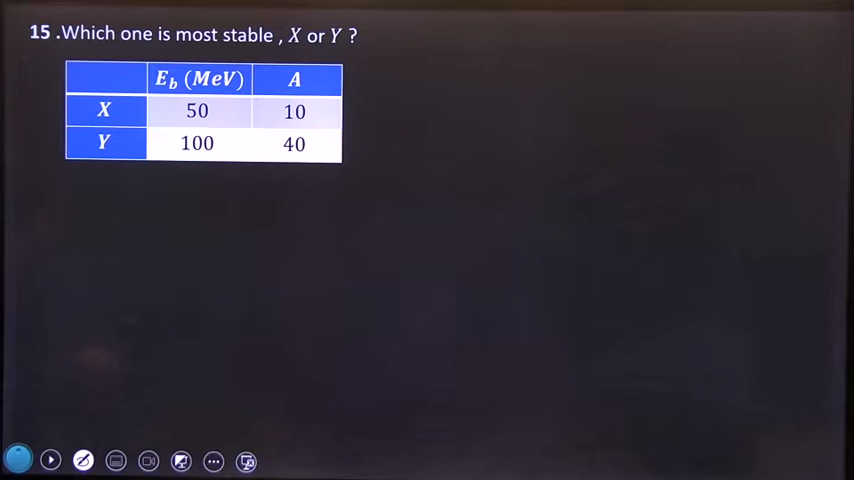 15 .Which one is most stable , X or Y ?
E_b (MeV) A
X 50 10
Y 100 40